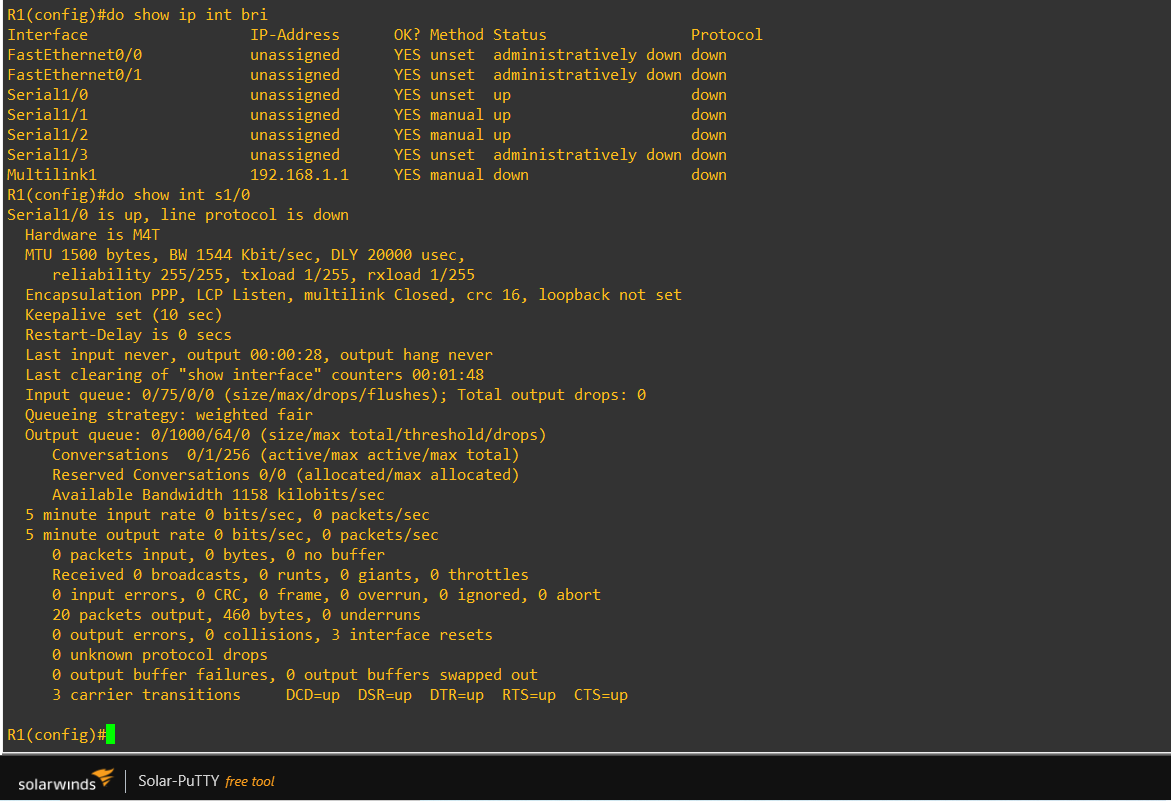 R1(config)#do show ip int bri
Interface                  IP-Address      OK? Method Status                Protocol
FastEthernet0/0            unassigned      YES unset  administratively down down
FastEthernet0/1            unassigned      YES unset  administratively down down
Serial1/0                  unassigned      YES unset  up                    down
Serial1/1                  unassigned      YES manual up                    down
Serial1/2                  unassigned      YES manual up                    down
Serial1/3                  unassigned      YES unset  administratively down down
Multilink1                 192.168.1.1     YES manual down                  down
R1(config)#do show int s1/0
Serial1/0 is up, line protocol is down
  Hardware is M4T
  MTU 1500 bytes, BW 1544 Kbit/sec, DLY 20000 usec,
     reliability 255/255, txload 1/255, rxload 1/255
  Encapsulation PPP, LCP Listen, multilink Closed, crc 16, loopback not set
  Keepalive set (10 sec)
  Restart-Delay is 0 secs
  Last input never, output 00:00:28, output hang never
  Last clearing of "show interface" counters 00:01:48
  Input queue: 0/75/0/0 (size/max/drops/flushes); Total output drops: 0
  Queueing strategy: weighted fair
  Output queue: 0/1000/64/0 (size/max total/threshold/drops)
     Conversations  0/1/256 (active/max active/max total)
     Reserved Conversations 0/0 (allocated/max allocated)
     Available Bandwidth 1158 kilobits/sec
  5 minute input rate 0 bits/sec, 0 packets/sec
  5 minute output rate 0 bits/sec, 0 packets/sec
     0 packets input, 0 bytes, 0 no buffer
     Received 0 broadcasts, 0 runts, 0 giants, 0 throttles
     0 input errors, 0 CRC, 0 frame, 0 overrun, 0 ignored, 0 abort
     20 packets output, 460 bytes, 0 underruns
     0 output errors, 0 collisions, 3 interface resets
     0 unknown protocol drops
     0 output buffer failures, 0 output buffers swapped out
     3 carrier transitions     DCD=up  DSR=up  DTR=up  RTS=up  CTS=up
R1(config)#
solarwinds | Solar-PuTTY free tool